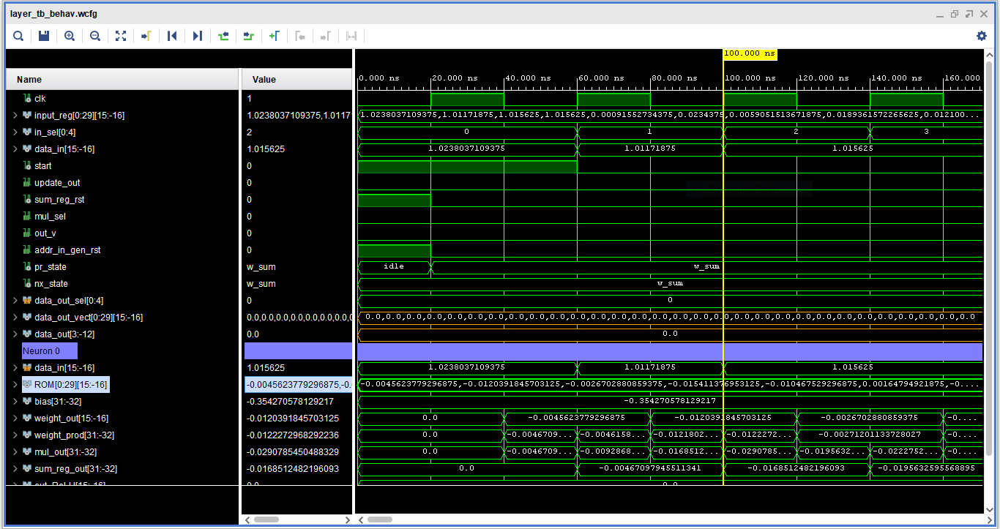 layer_tb_behav.wcfg
100.000 ns
0.000 ns 20.000 ns 40.000 ns 60.000 ns 80.000 ns 100.000 ns 120.000 ns 140.000 ns 160.000
Name Value
clk 1
input_reg[0:29][15:-16] 1.0238037109375,1.0117 1.0238037109375,1.01171875,1.015625,1.015625,0.00091552734375,0.0234375,0.0059051513671875,0.0189361572265625,0.012100...
in_sel[0:4] 2 0 1 2 3
data_in[15:-16] 1.015625 1.0238037109375 1.01171875 1.015625
start 0
update_out 0
sum_reg_rst 0
mul_sel 0
out_v 0
addr_in_gen_rst 0
pr_state w_sum idle w_sum
nx_state w_sum w_sum
data_out_sel[0:4] 0 0
data_out_vect[0:29][15:-16] 0.0,0.0,0.0,0.0,0.0,0.0,0.0,0.0,0 0.0,0.0,0.0,0.0,0.0,0.0,0.0,0.0,0.0,0.0,0.0,0.0,0.0,0.0,0.0,0.0,0.0,0.0,0.0,0.0,0.0,0.0,0.0,0.0,0.0,0.0,0.0,0.0,0.0,0.0
data_out[3:-12] 0.0 0.0
Neuron 0
data_in[15:-16] 1.015625 1.0238037109375 1.01171875 1.015625
ROM[0:29][15:-16] -0.0045623779296875,-0. -0.0045623779296875,-0.0120391845703125,-0.0026702880859375,-0.015411376953125,-0.010467529296875,0.00164794921875,-0....
bias[31:-32] -0.354270578129217 -0.354270578129217
weight_out[15:-16] -0.0120391845703125 0.0 -0.0045623779296875 -0.0120391845703125 -0.0026702880859375 -0....
weight_prod[31:-32] -0.0122272968292236 0.0 -0.0046709... -0.0046158... -0.0121802... -0.0122272... -0.00271201133728027 -0....
mul_out[31:-32] -0.0290785450488329 0.0 -0.0046709... -0.0092868... -0.0168512... -0.0290785... -0.0195632... -0.0222752... -0....
sum_reg_out[31:-32] -0.0168512482196093 0.0 -0.00467097945511341 -0.0168512482196093 -0.0195632595568895